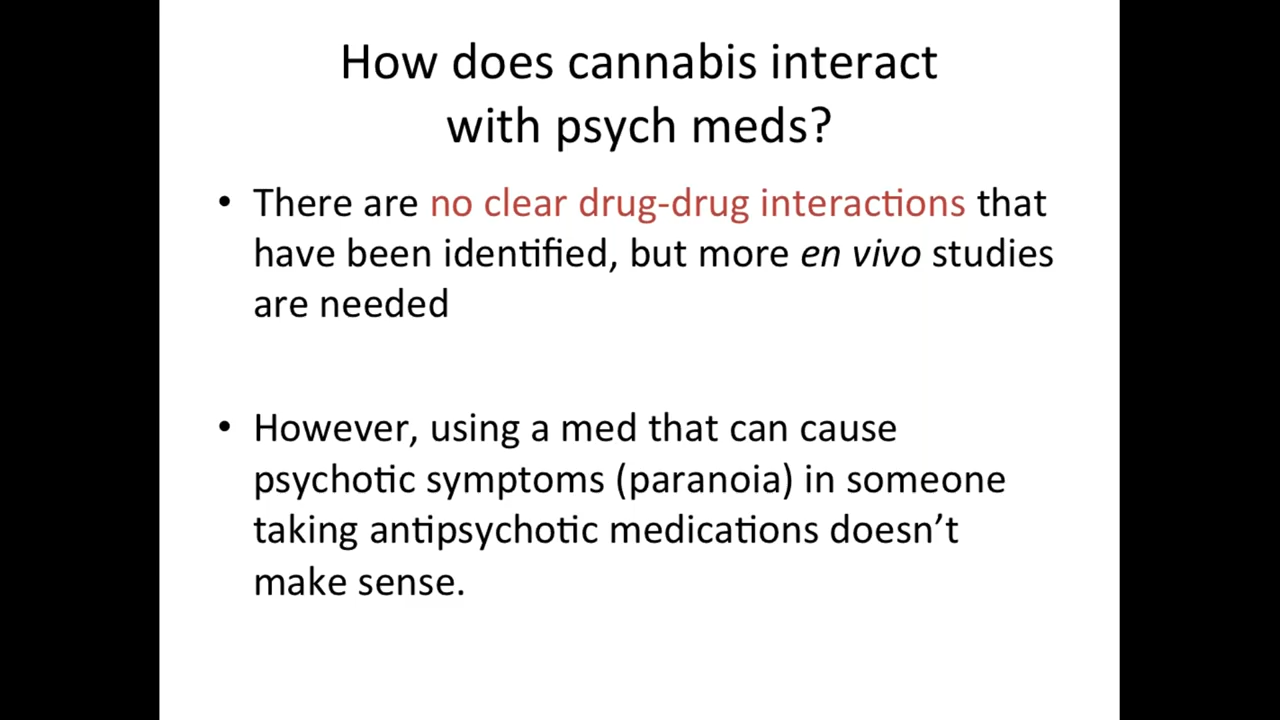 How does cannabis interact
with psych meds?
• There are no clear drug-drug interactions that
have been identified, but more en vivo studies
are needed
• However, using a med that can cause
psychotic symptoms (paranoia) in someone
taking antipsychotic medications doesn’t
make sense.